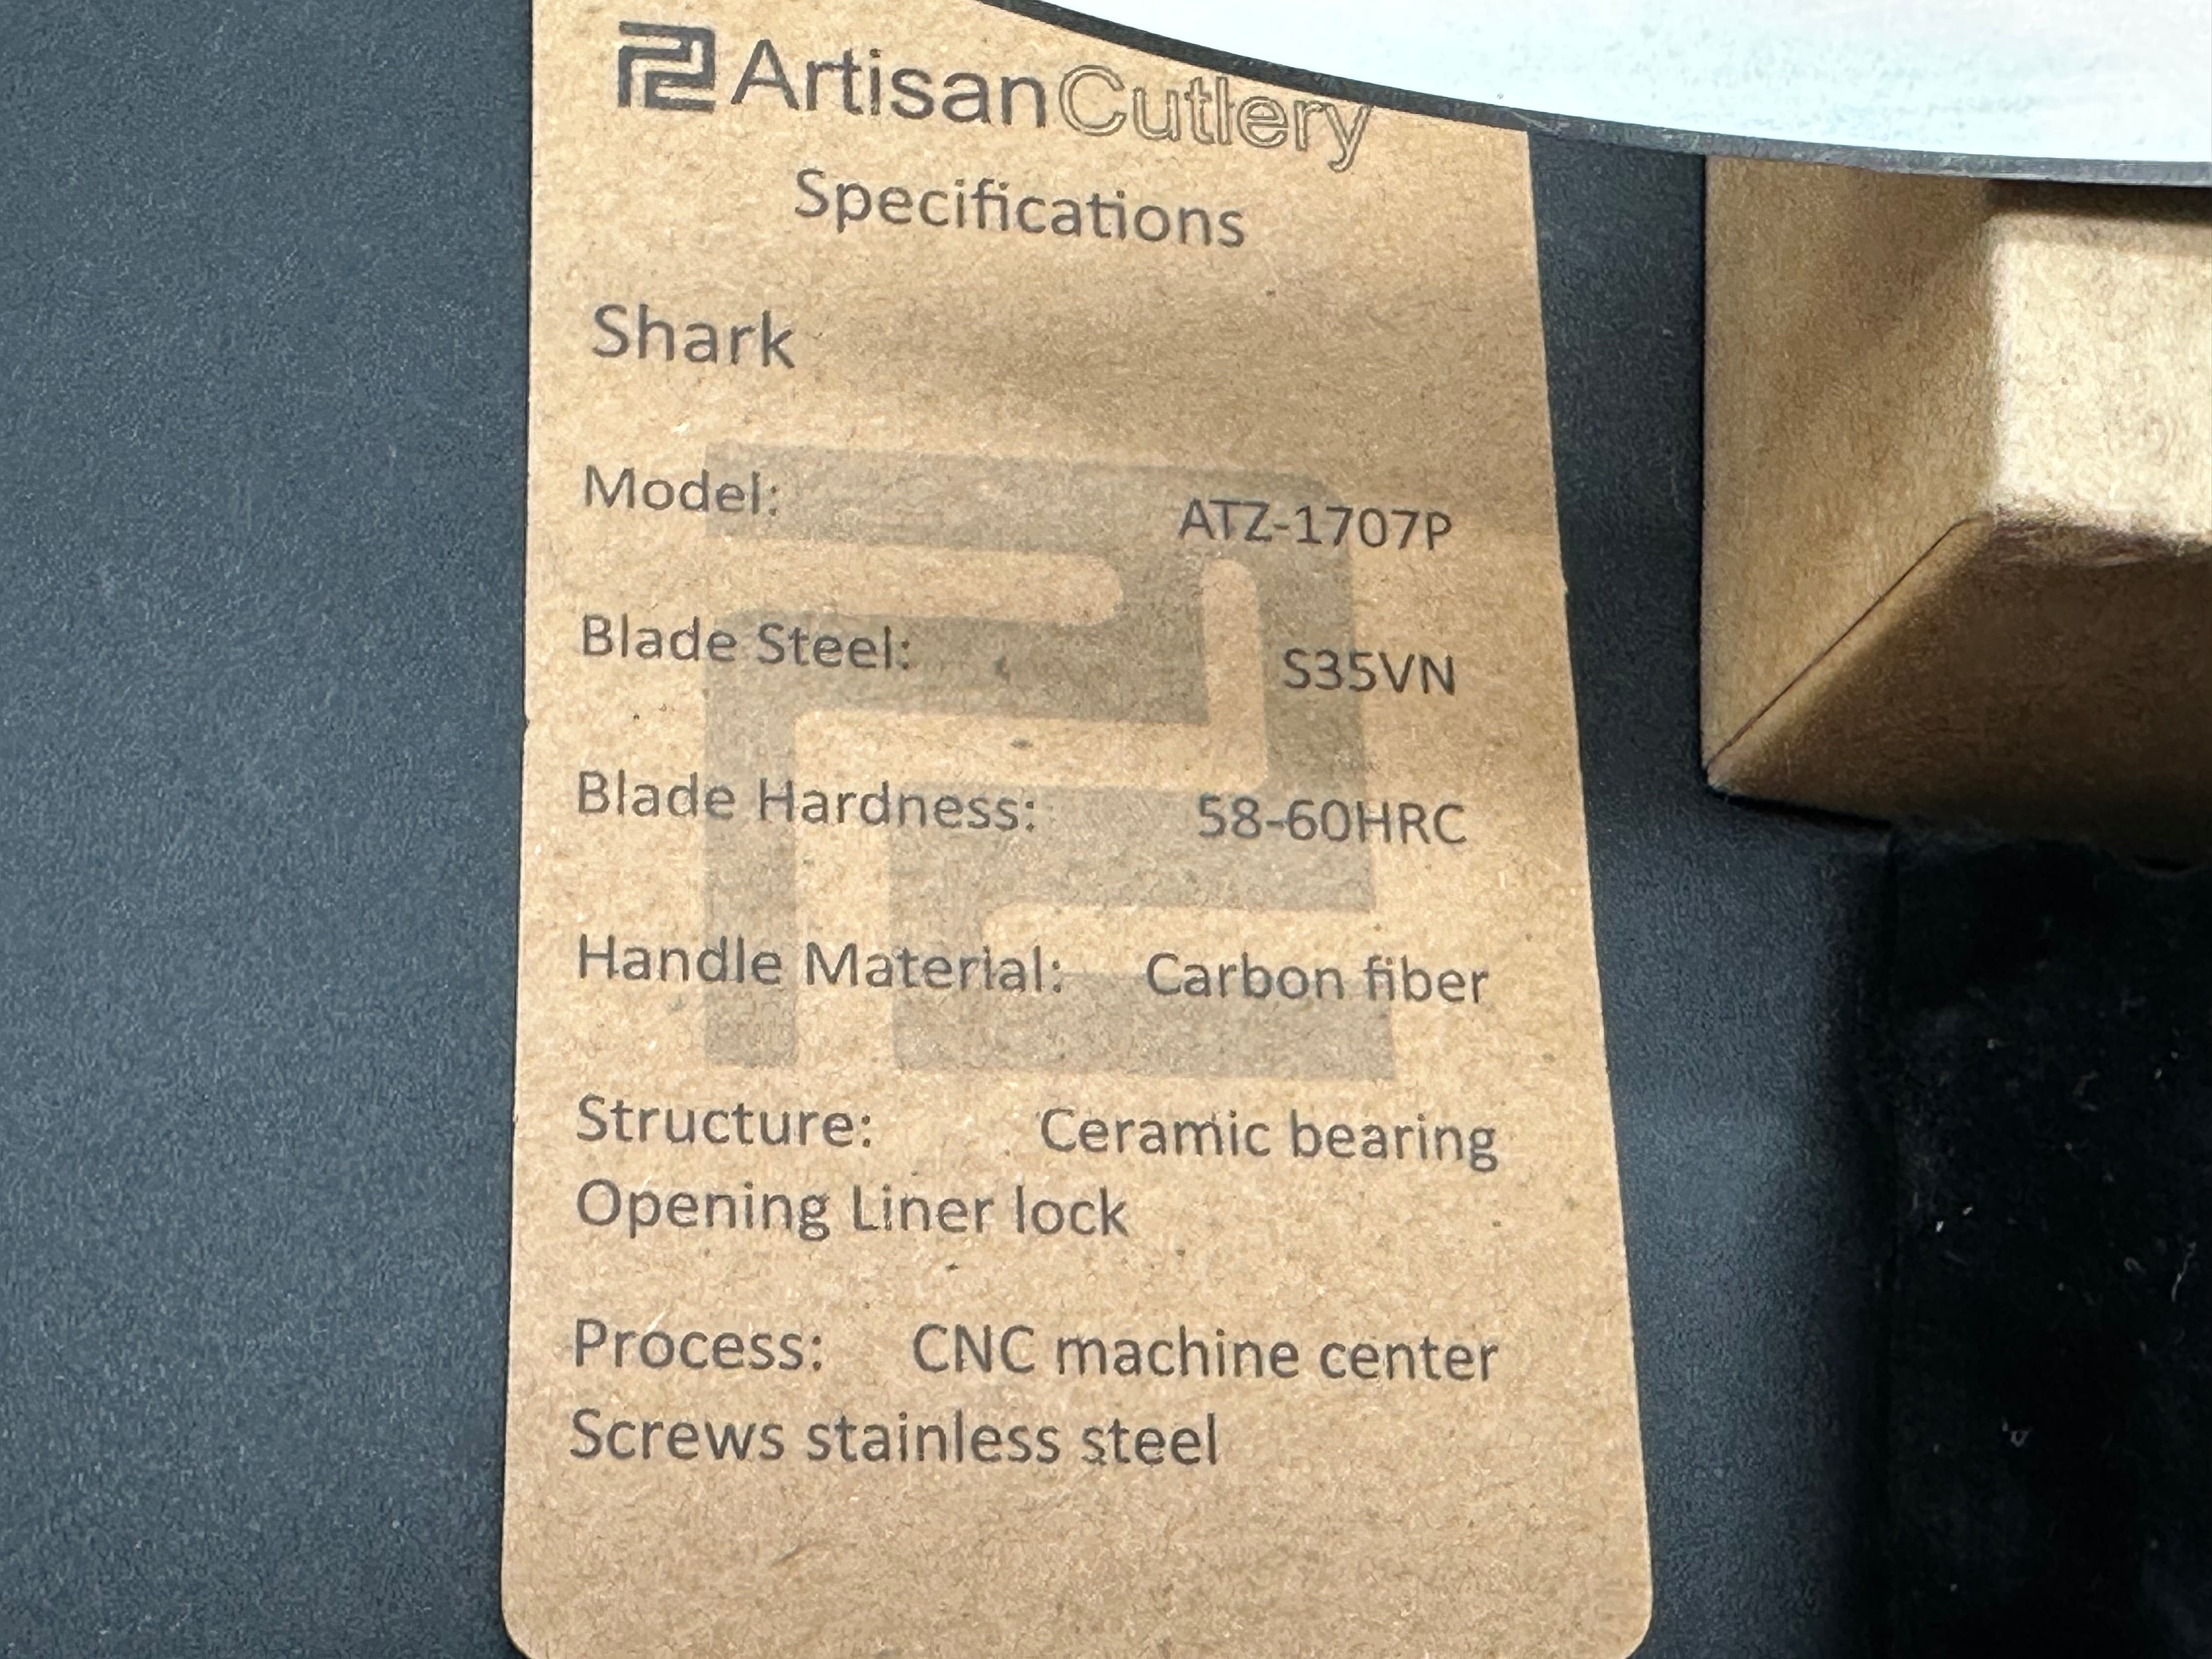 Artisan Cutlery
Specifications
Shark
Model: ATZ-1707P
Blade Steel: S35VN
Blade Hardness: 58-60HRC
Handle Material: Carbon fiber
Structure: Ceramic bearing
Opening Liner lock
Process: CNC machine center
Screws stainless steel